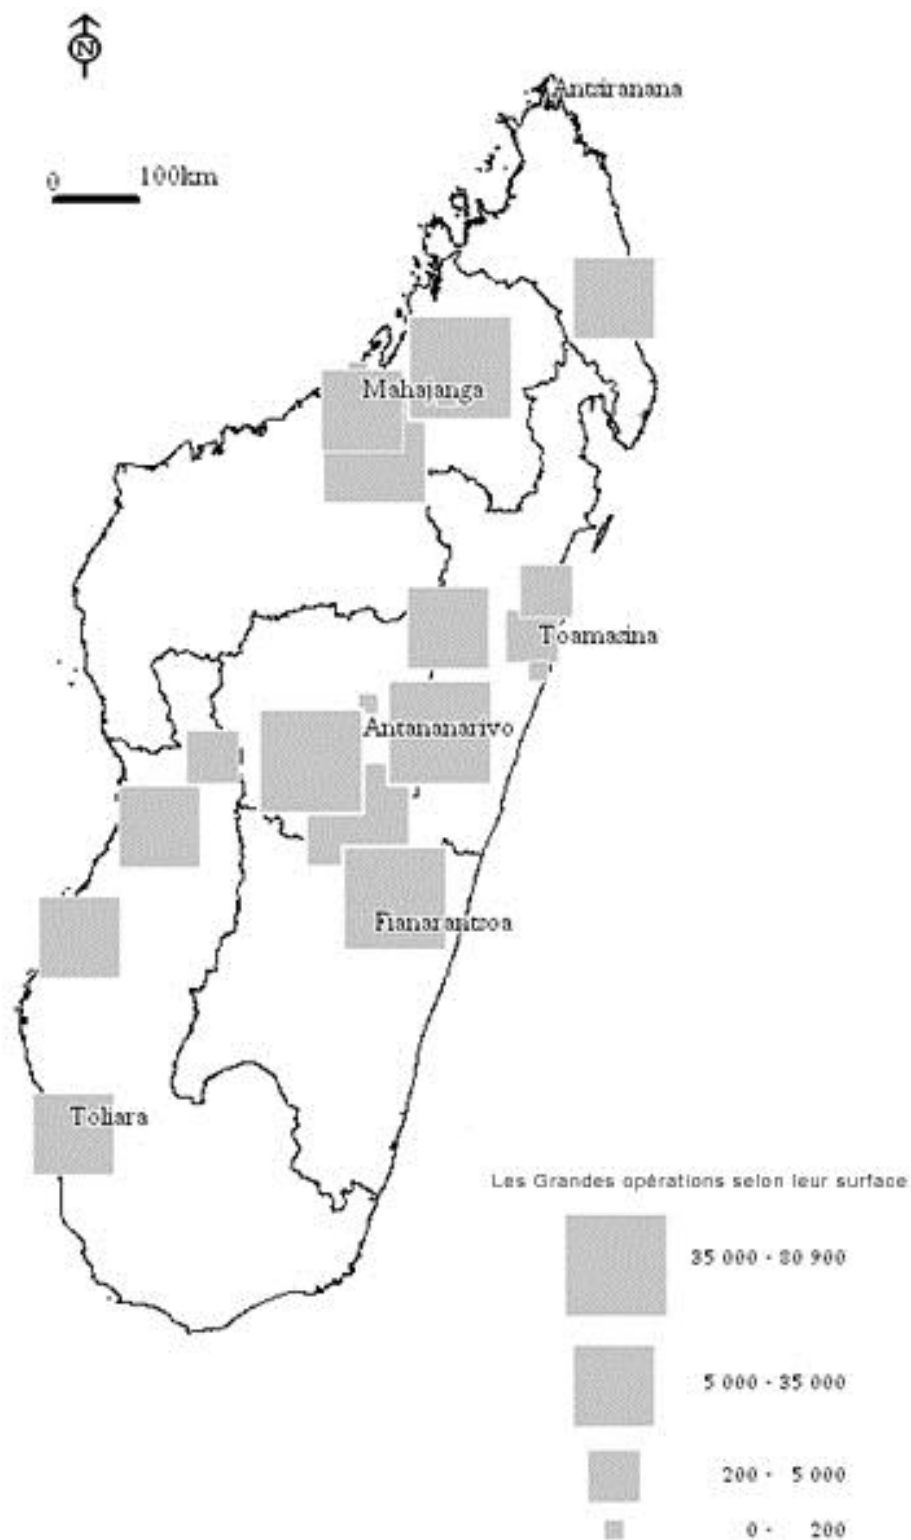 N
Antsiranana
0 100km
Mahajanga
Toamasina
Antananarivo
Fianarantsoa
Toliara
Les Grandes opérations selon leur surface
35 000 - 80 900
5 000 - 35 000
200 - 5 000
0 - 200